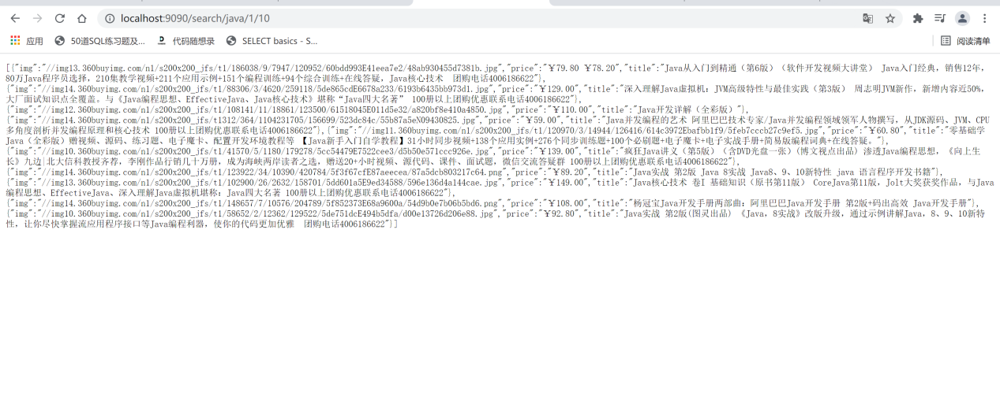 localhost:9090/search/java/1/10
应用 50道SQL练习题及... 代码随想录 SELECT basics - S... 阅读清单
[{"img":"//img13.360buyimg.com/n1/s200x200_jfs/t1/186038/9/7947/120952/60bdd993E41eea7e2/48ab930455d7381b.jpg","price":"￥79.80 ￥78.20","title":"Java从入门到精通（第6版）（软件开发视频大讲堂） Java入门经典，销售12年，
80万Java程序员选择，210集教学视频+211个应用示例+151个编程训练+94个综合训练+在线答疑，Java核心技术 团购电话4006186622"},
{"img":"//img14.360buyimg.com/n1/s200x200_jfs/t1/88306/3/4620/259118/5de865cdE6678a233/6193b6435bb973d1.jpg","price":"￥129.00","title":"深入理解Java虚拟机：JVM高级特性与最佳实践（第3版） 周志明JVM新作，新增内容近50%，
大厂面试知识点全覆盖。与《Java编程思想、EffectiveJava、Java核心技术》堪称“Java四大名著” 100册以上团购优惠联系电话4006186622"},
{"img":"//img12.360buyimg.com/n1/s200x200_jfs/t1/108141/11/18861/123500/61518045E011d5e32/a820bf8e410a4850.jpg","price":"￥110.00","title":"Java开发详解（全彩版）"},
{"img":"//img14.360buyimg.com/n1/s200x200_jfs/t1312/364/1104231705/156699/523dc84c/55b87a5eN09430825.jpg","price":"￥59.00","title":"Java并发编程的艺术 阿里巴巴技术专家/Java并发编程领域领军人物撰写，从JDK源码、JVM、CPU
多角度剖析并发编程原理和核心技术 100册以上团购优惠联系电话4006186622"},{"img":"//img11.360buyimg.com/n1/s200x200_jfs/t1/120970/3/14944/126416/614c3972Ebafbb1f9/5feb7cccb27c9ef5.jpg","price":"￥60.80","title":"零基础学
Java（全彩版）赠视频、源码、练习题、电子魔卡、配置开发环境教程等 【Java新手入门自学教程】31小时同步视频+138个应用实例+276个同步训练题+100个必刷题+电子魔卡+电子实战手册+简易版编程词典+在线答疑。"},
{"img":"//img10.360buyimg.com/n1/s200x200_jfs/t1/41570/5/1180/179278/5cc54479E7522cee3/d5b50e571ccc926e.jpg","price":"￥139.00","title":"疯狂Java讲义（第5版）（含DVD光盘一张）(博文视点出品) 渗透Java编程思想，《向上生
长》九边|北大信科教授齐荐，李刚作品行销几十万册，成为海峡两岸读者之选，赠送20+小时视频、源代码、课件、面试题，微信交流答疑群 100册以上团购优惠联系电话4006186622"},
{"img":"//img14.360buyimg.com/n1/s200x200_jfs/t1/123922/34/10390/420784/5f3f67cfE87aeecea/87a5dcb803217c64.png","price":"￥89.20","title":"Java实战 第2版 Java 8实战 Java8、9、10新特性 java 语言程序开发书籍"},
{"img":"//img13.360buyimg.com/n1/s200x200_jfs/t1/102900/26/2632/158701/5dd601a5E9ed34588/596e136d4a144cae.jpg","price":"￥149.00","title":"Java核心技术 卷I 基础知识（原书第11版） CoreJava第11版，Jolt大奖获奖作品，与Java
编程思想、EffectiveJava、深入理解Java虚拟机堪称：Java四大名著 100册以上团购优惠联系电话4006186622"},
{"img":"//img14.360buyimg.com/n1/s200x200_jfs/t1/148657/7/10576/204789/5f852373E68a9600a/54d9b0e7b06b5bd6.png","price":"￥108.00","title":"杨冠宝Java开发手册两部曲：阿里巴巴Java开发手册 第2版+码出高效 Java开发手册"},
{"img":"//img10.360buyimg.com/n1/s200x200_jfs/t1/58652/2/12362/129522/5de751dcE494b5dfa/d00e13726d206e88.jpg","price":"￥92.80","title":"Java实战 第2版(图灵出品) 《Java，8实战》改版升级，通过示例讲解Java，8、9、10新特
性，让你尽快掌握流应用程序接口等Java编程利器，使你的代码更加优雅 团购电话4006186622"}]